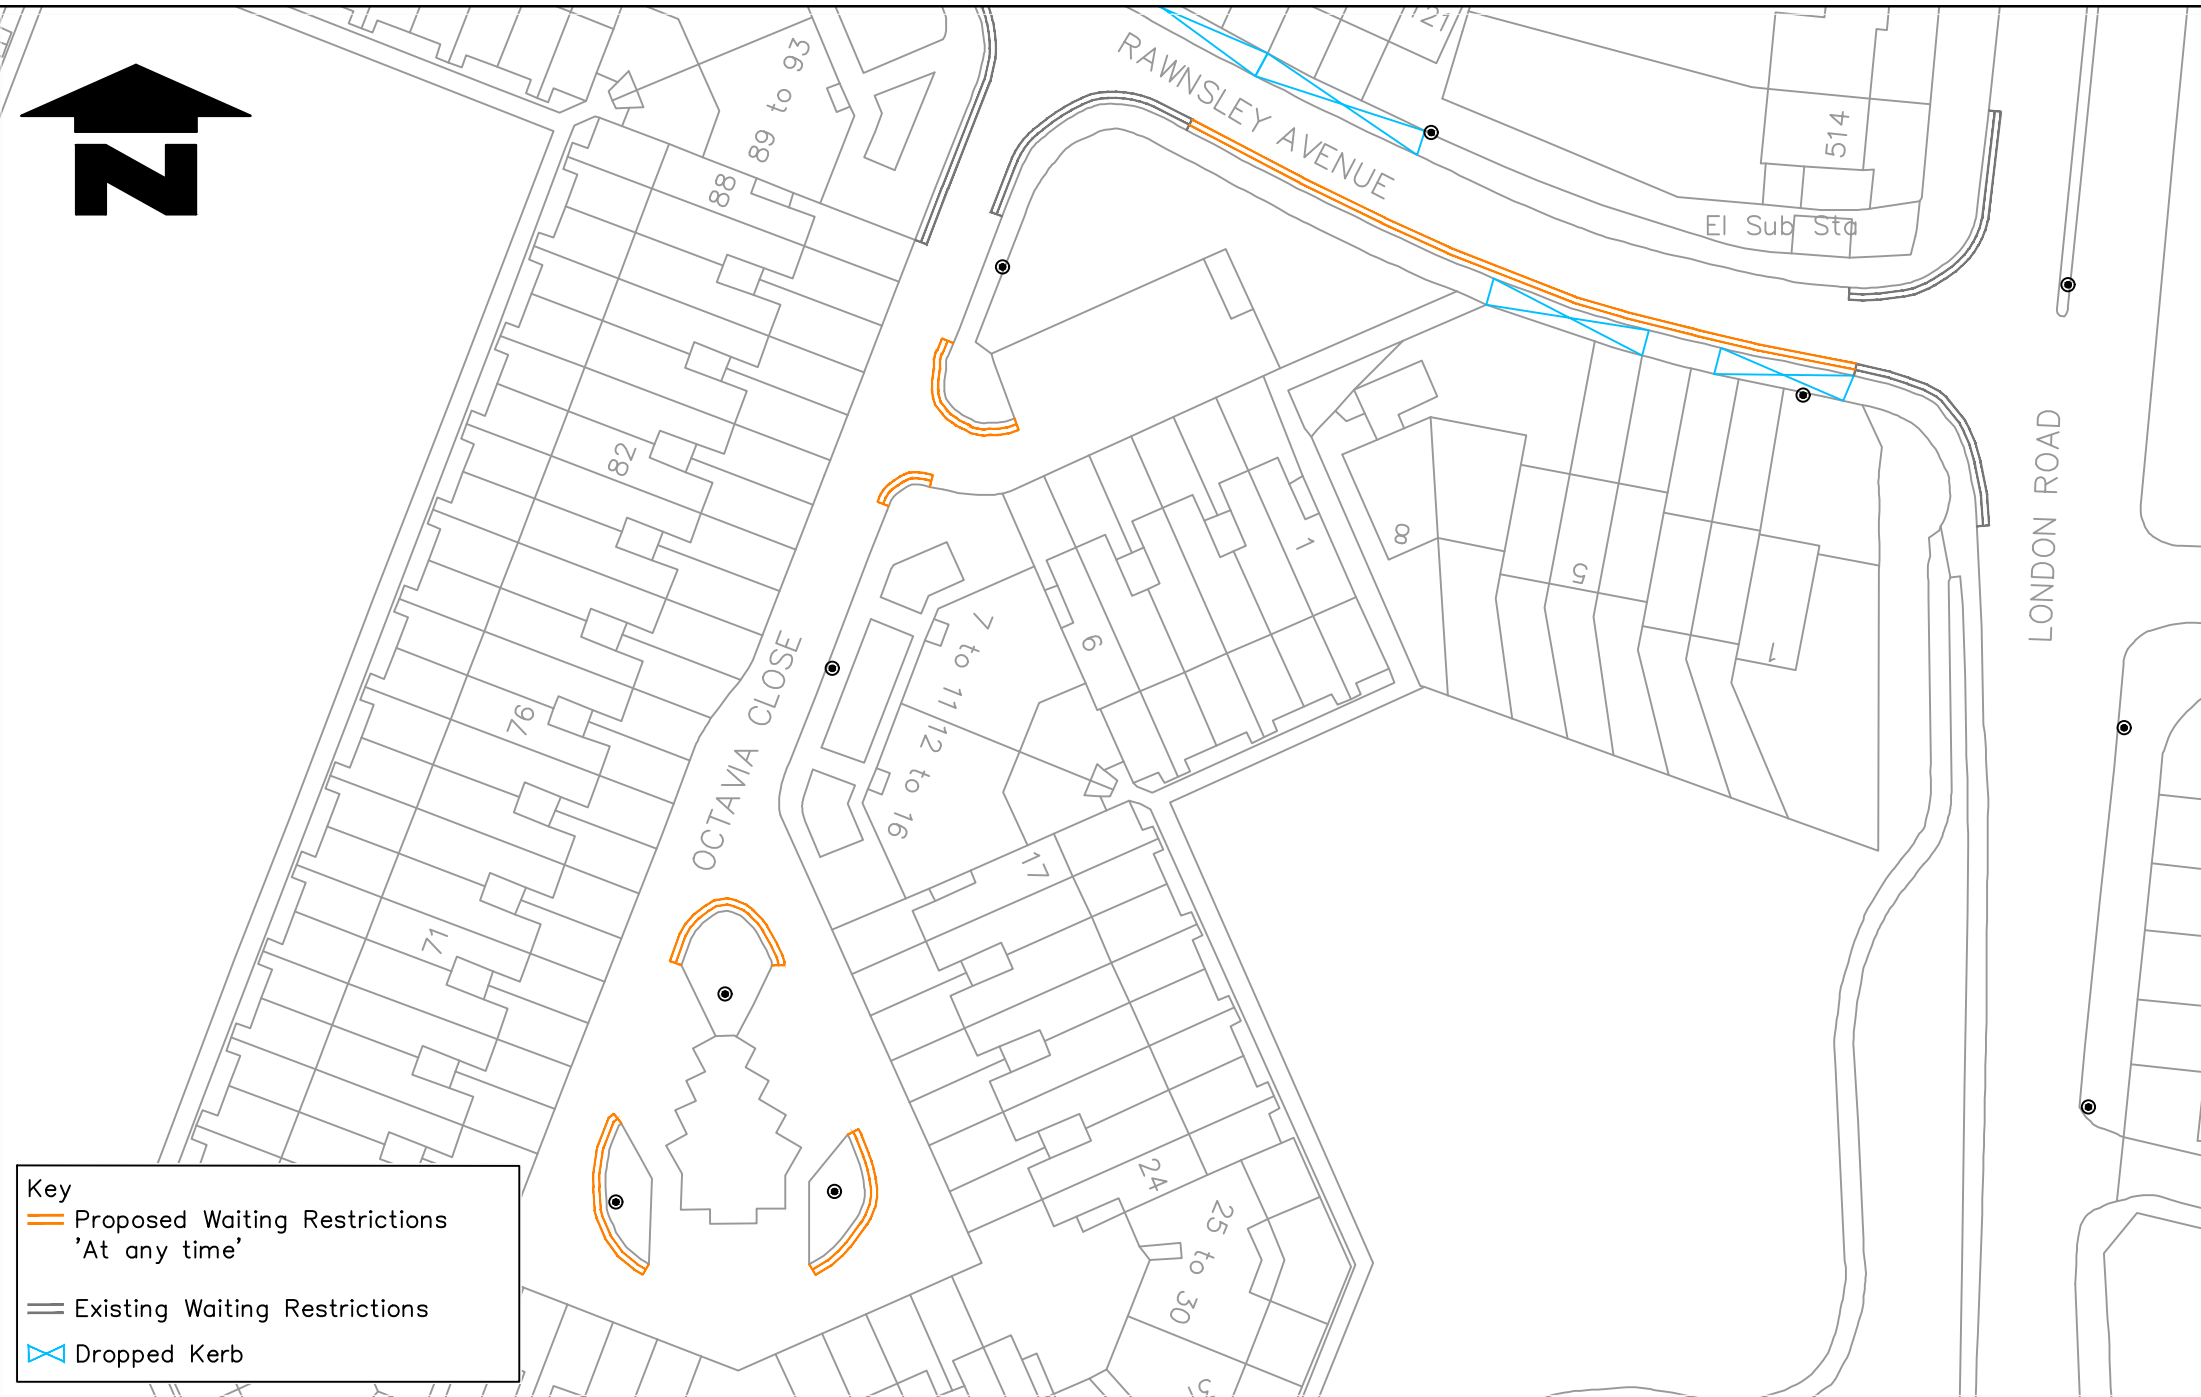 121
RAWNSLEY AVENUE
89 to 93
514
N
88
El Sub Sta
82
LONDON ROAD
1
8
5
7 to 11
6
1
OCTAVIA CLOSE
76
12 to 16
17
71
24
25 to 30
Key
Proposed Waiting Restrictions
'At any time'
Existing Waiting Restrictions
Dropped Kerb